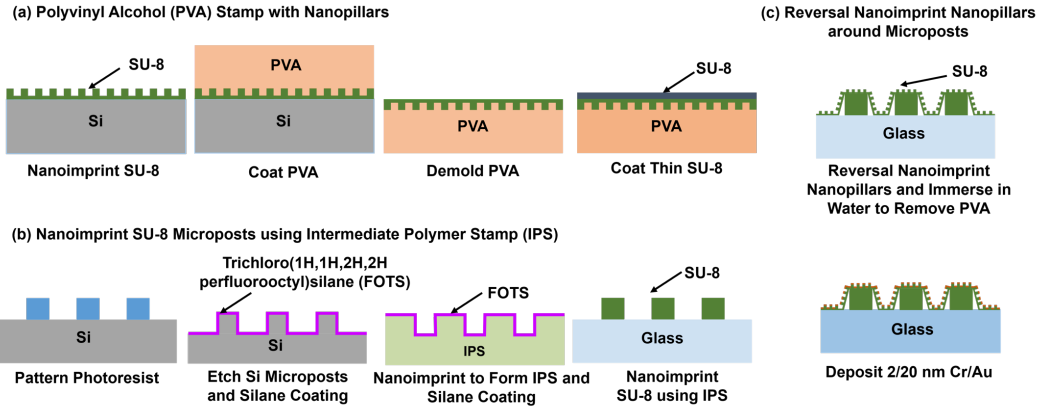 (a) Polyvinyl Alcohol (PVA) Stamp with Nanopillars
SU-8
Si
Nanoimprint SU-8
PVA
Si
Coat PVA
PVA
Demold PVA
SU-8
PVA
Coat Thin SU-8
(b) Nanoimprint SU-8 Microposts using Intermediate Polymer Stamp (IPS)
Si
Pattern Photoresist
Trichloro(1H,1H,2H,2H
perfluorooctyl)silane (FOTS)
Si
Etch Si Microposts
and Silane Coating
FOTS
IPS
Nanoimprint to Form IPS and
Silane Coating
SU-8
Glass
Nanoimprint
SU-8 using IPS
(c) Reversal Nanoimprint Nanopillars
around Microposts
SU-8
Glass
Reversal Nanoimprint
Nanopillars and Immerse in
Water to Remove PVA
Glass
Deposit 2/20 nm Cr/Au